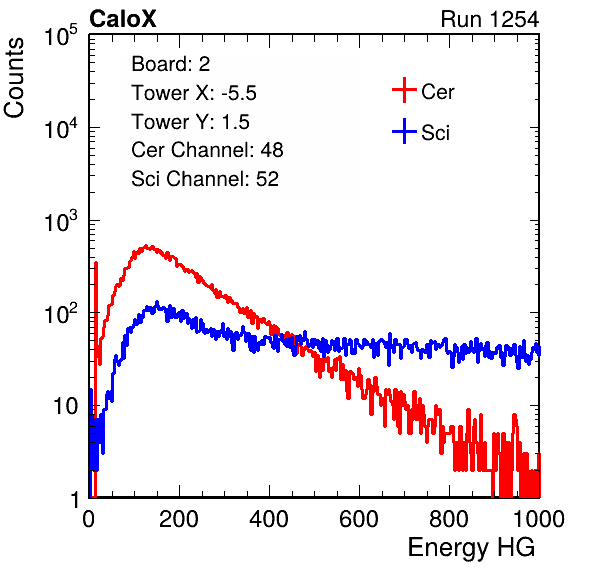 CaloX Run 1254
Counts
Board: 2
Tower X: -5.5
Tower Y: 1.5
Cer Channel: 48
Sci Channel: 52
Cer
Sci
10^5
10^4
10^3
10^2
10
1
0 200 400 600 800 1000
Energy HG